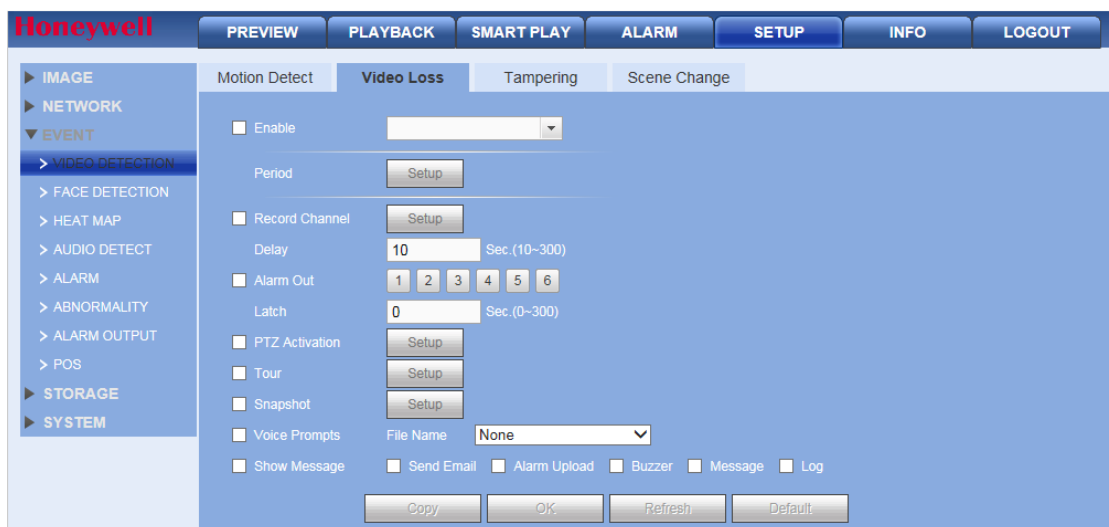 Honeywell
PREVIEW PLAYBACK SMART PLAY ALARM SETUP INFO LOGOUT
IMAGE
NETWORK
EVENT
> VIDEO DETECTION
> FACE DETECTION
> HEAT MAP
> AUDIO DETECT
> ALARM
> ABNORMALITY
> ALARM OUTPUT
> POS
STORAGE
SYSTEM
Motion Detect Video Loss Tampering Scene Change
Enable
Period Setup
Record Channel Setup
Delay 10 Sec.(10~300)
Alarm Out 1 2 3 4 5 6
Latch 0 Sec.(0~300)
PTZ Activation Setup
Tour Setup
Snapshot Setup
Voice Prompts File Name None
Show Message Send Email Alarm Upload Buzzer Message Log
Copy OK Refresh Default